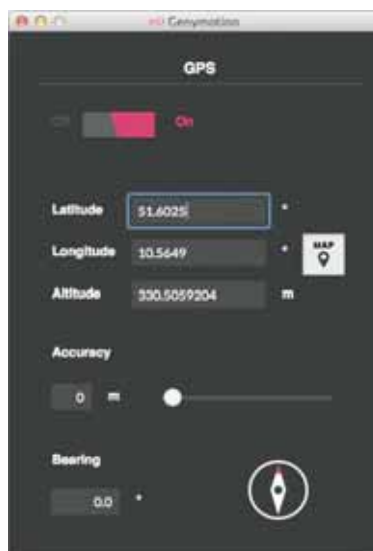 Genymotion
GPS
Off On
Latitude 51.6025 °
Longitude 10.5649 ° MAP
Altitude 330.5059204 m
Accuracy
0 m
Bearing
0.0 °